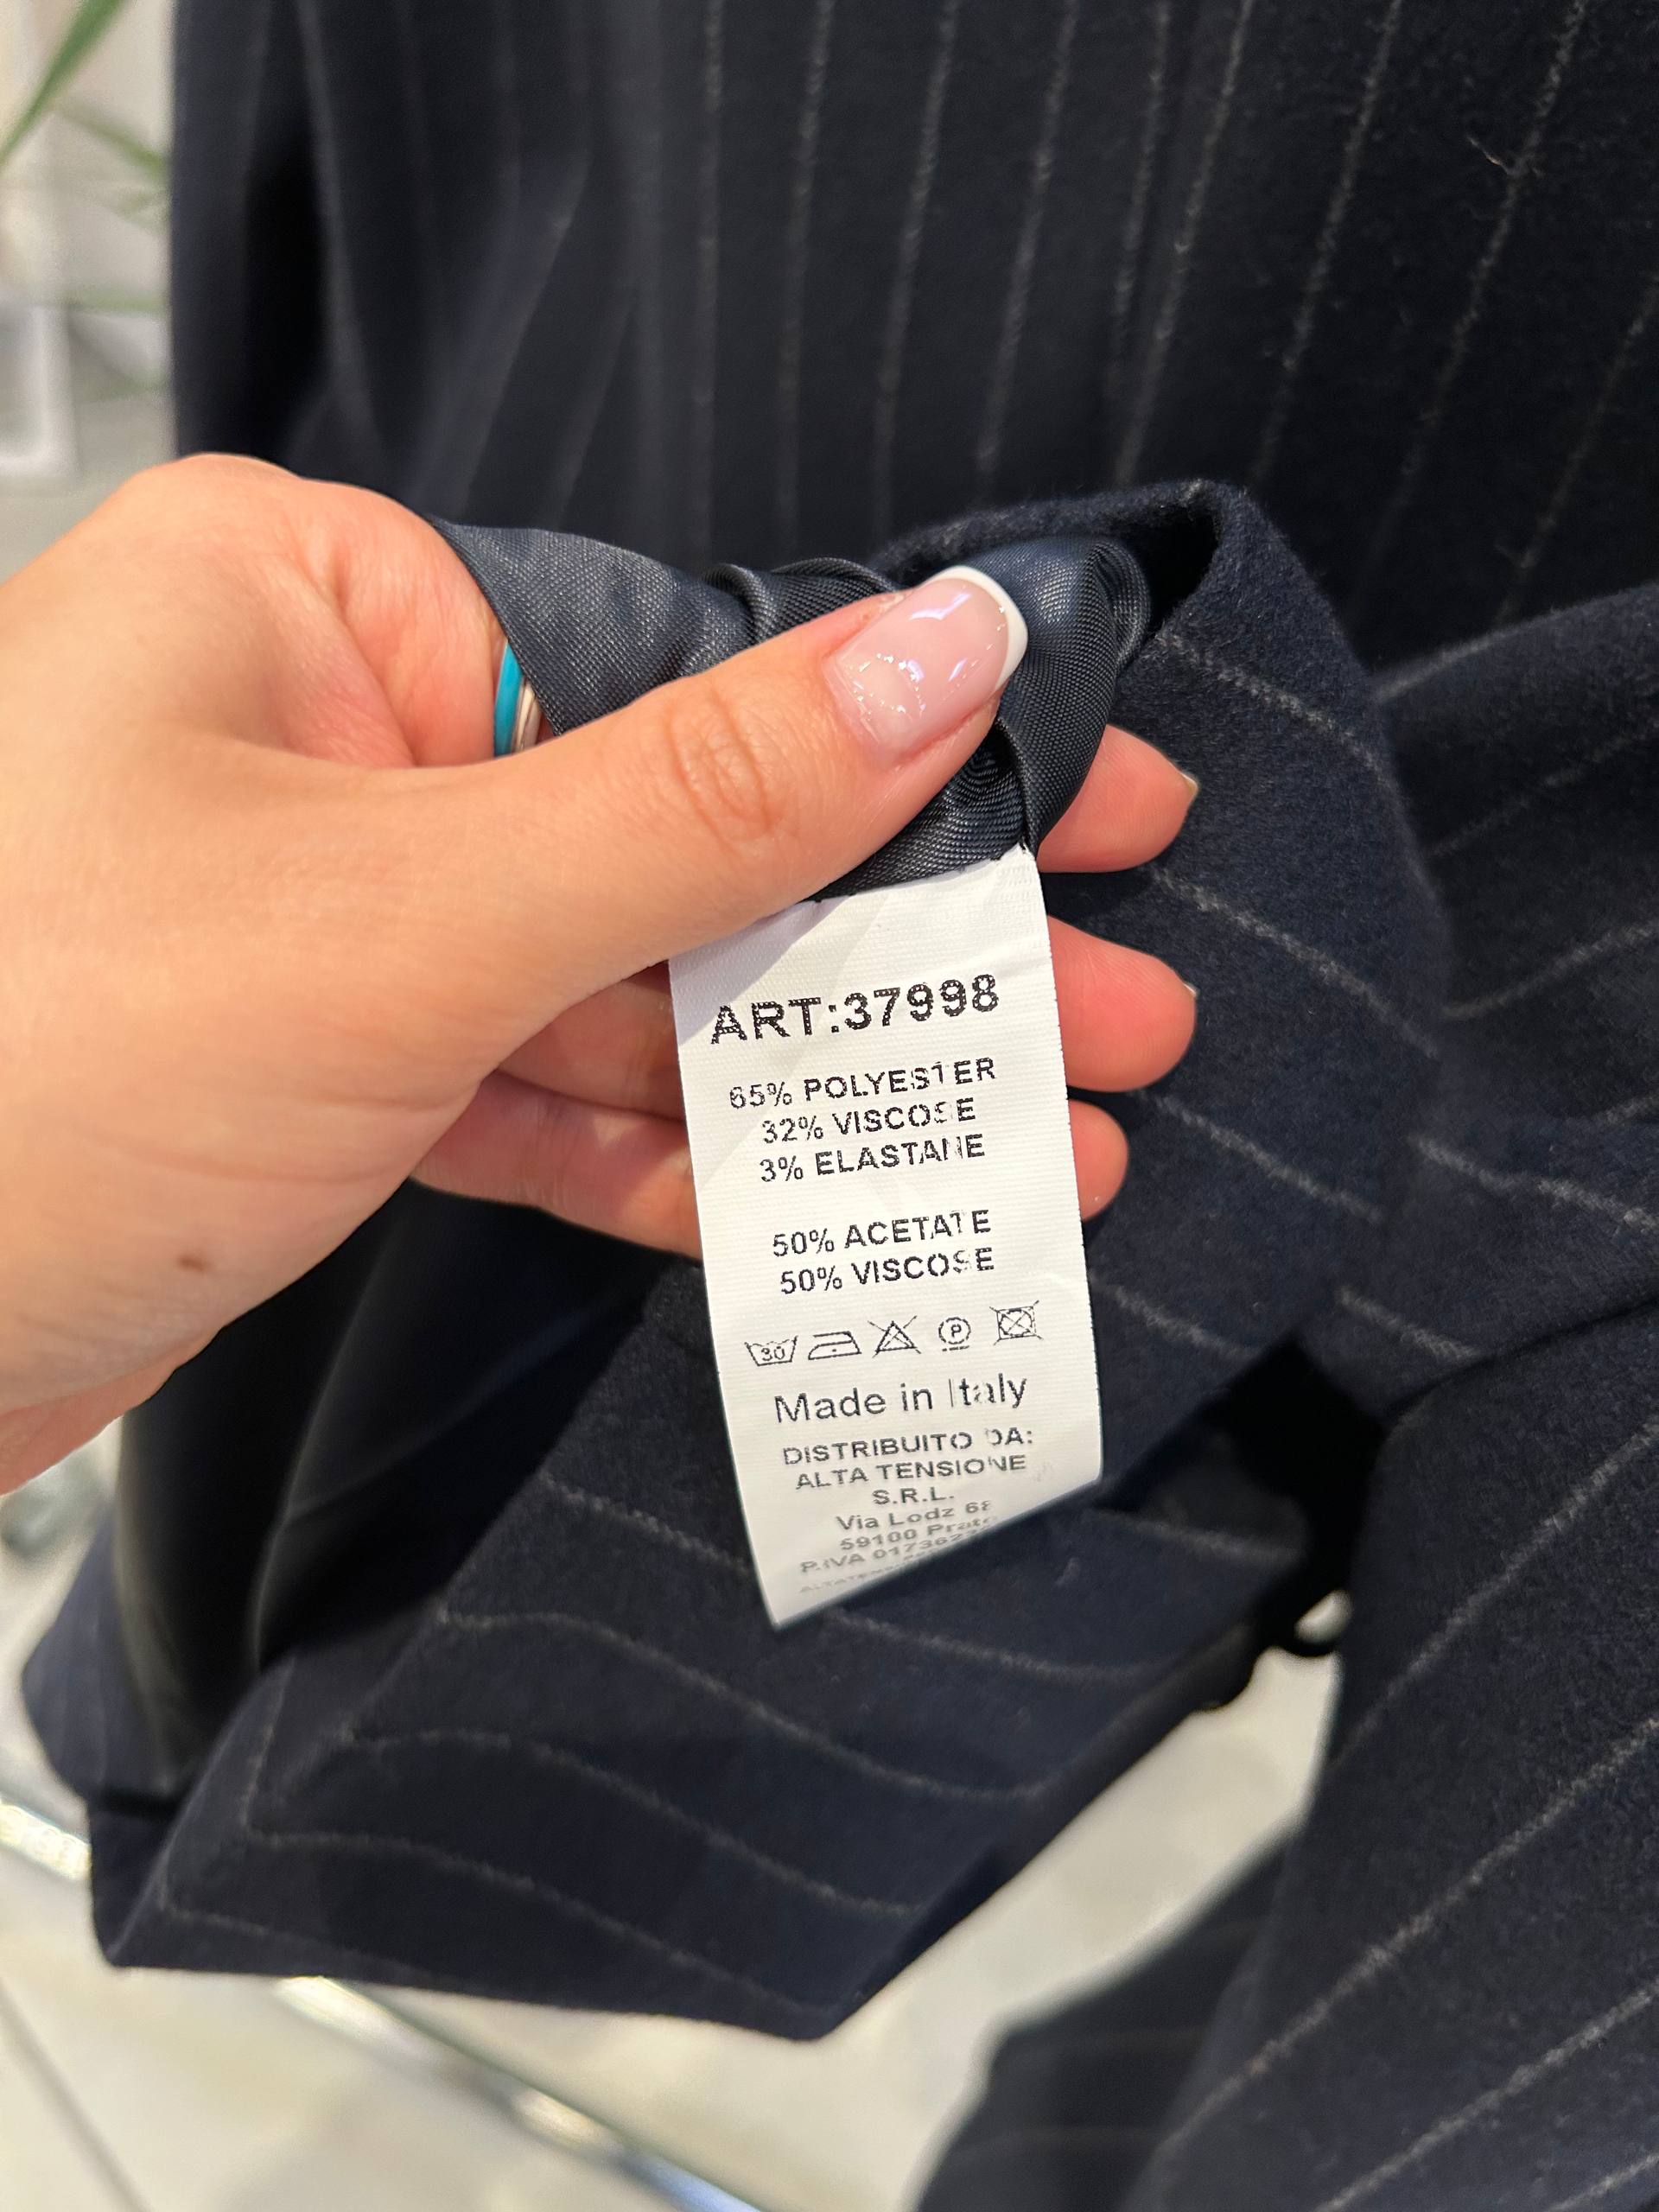 ART:37998
65% POLYESTER
32% VISCOSE
3% ELASTANE
50% ACETATE
50% VISCOSE
30 P
Made in Italy
DISTRIBUITO DA:
ALTA TENSIONE
S.R.L.
Via Lodz 68
59100 Prato
P.IVA